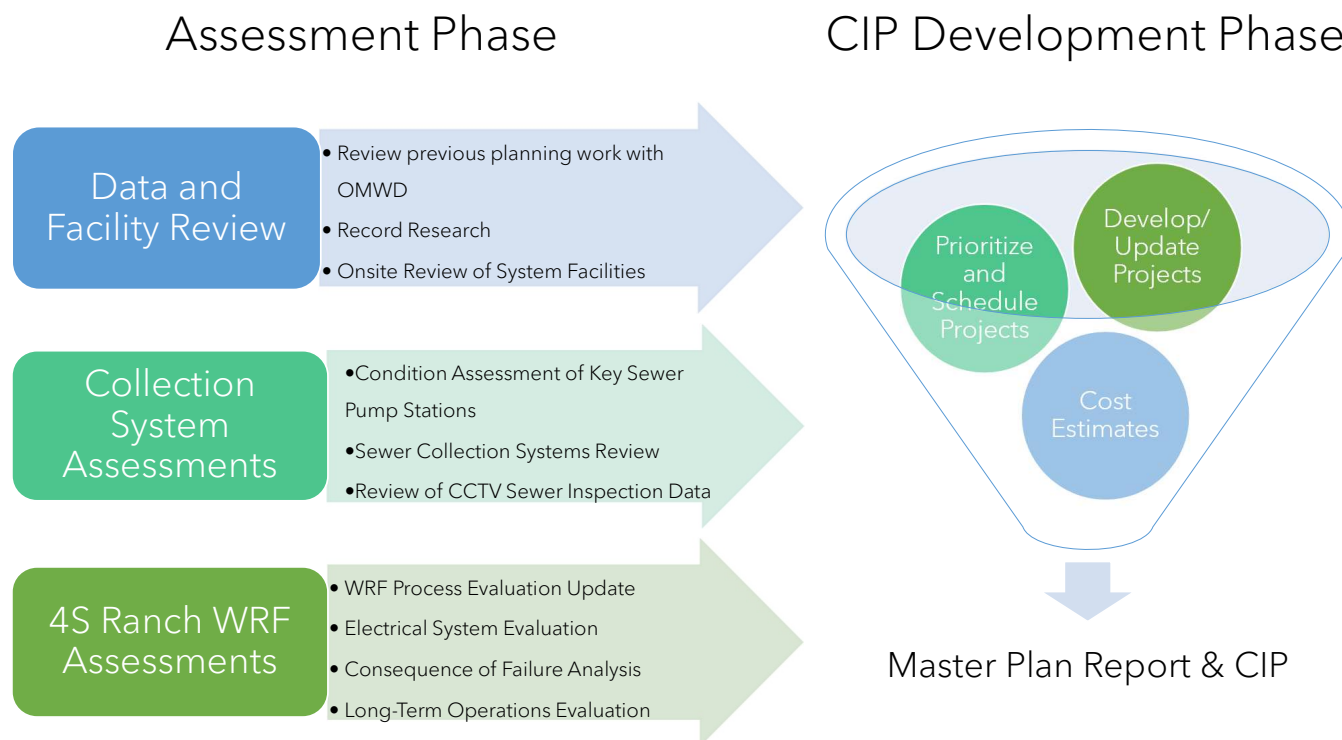 Assessment Phase
CIP Development Phase
Data and
Facility Review
• Review previous planning work with
OMWD
• Record Research
• Onsite Review of System Facilities
Collection
System
Assessments
•Condition Assessment of Key Sewer
Pump Stations
•Sewer Collection Systems Review
•Review of CCTV Sewer Inspection Data
4S Ranch WRF
Assessments
• WRF Process Evaluation Update
• Electrical System Evaluation
• Consequence of Failure Analysis
• Long-Term Operations Evaluation
Prioritize
and
Schedule
Projects
Develop/
Update
Projects
Cost
Estimates
Master Plan Report & CIP